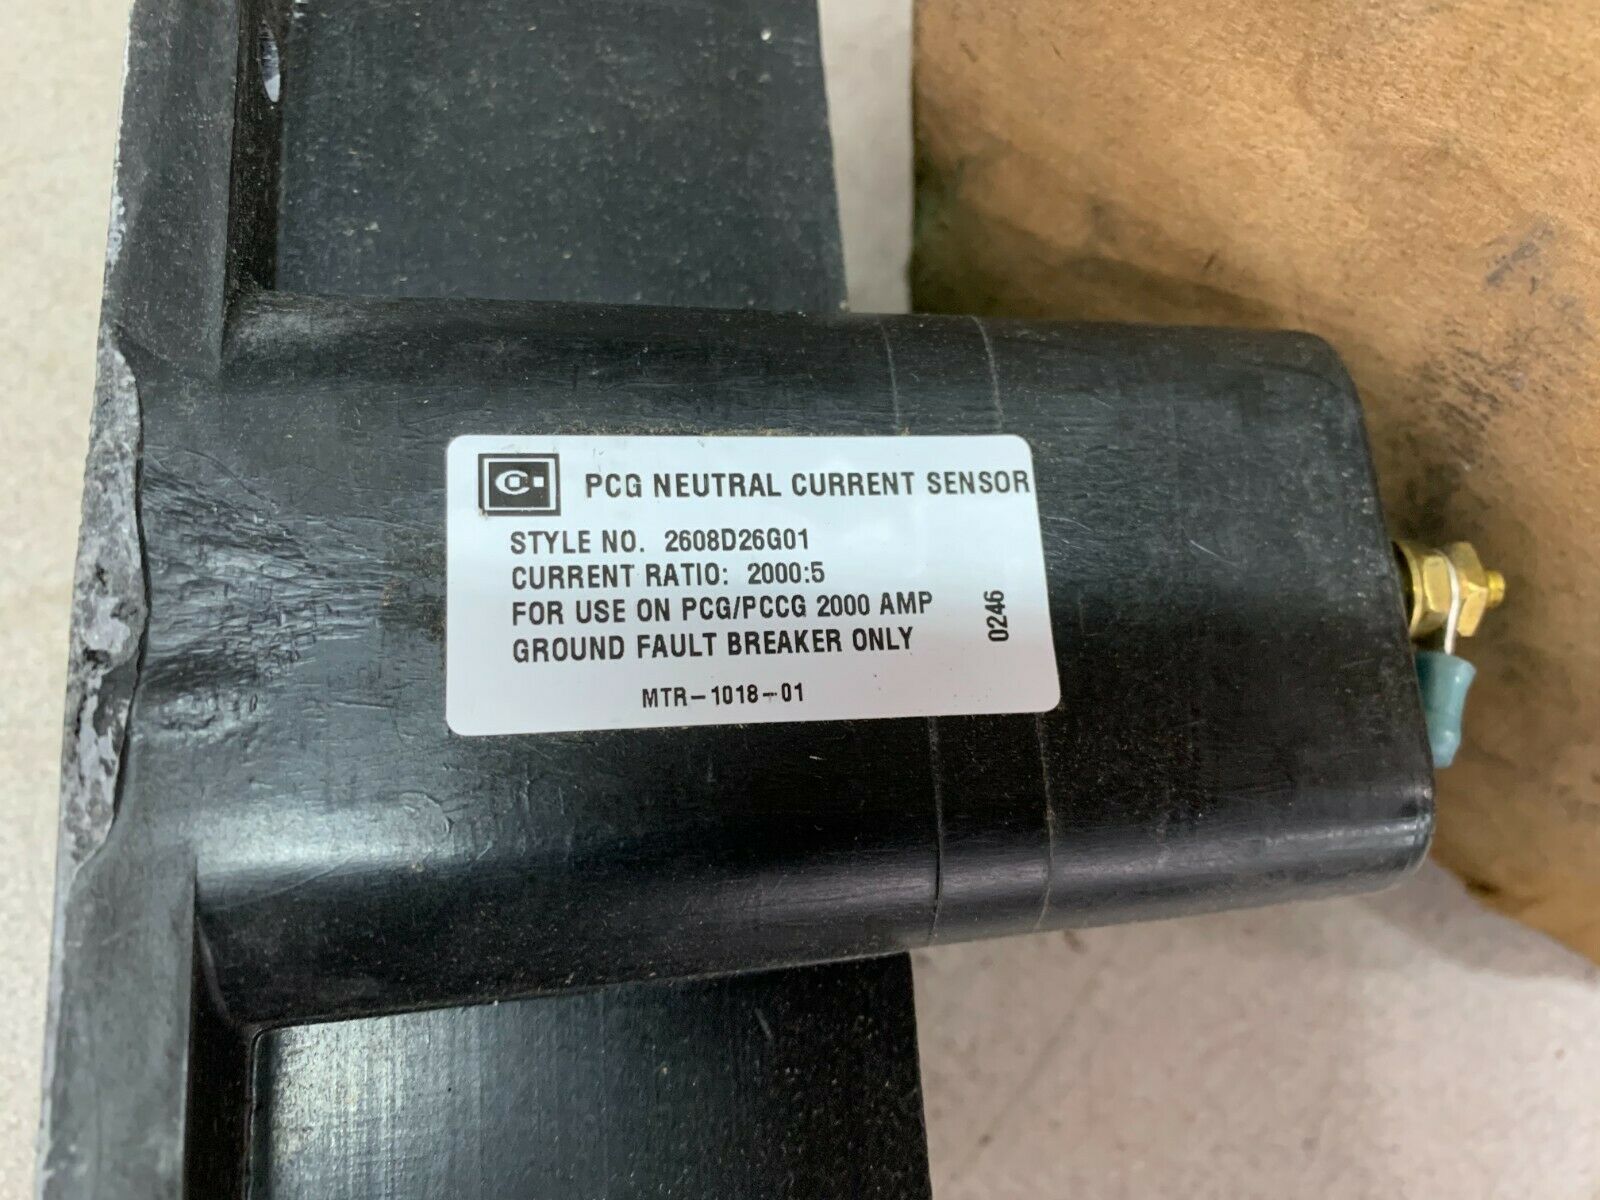 PCG NEUTRAL CURRENT SENSOR
STYLE NO. 2608D26G01
CURRENT RATIO: 2000:5
FOR USE ON PCG/PCCG 2000 AMP
GROUND FAULT BREAKER ONLY
0246
MTR-1018-01